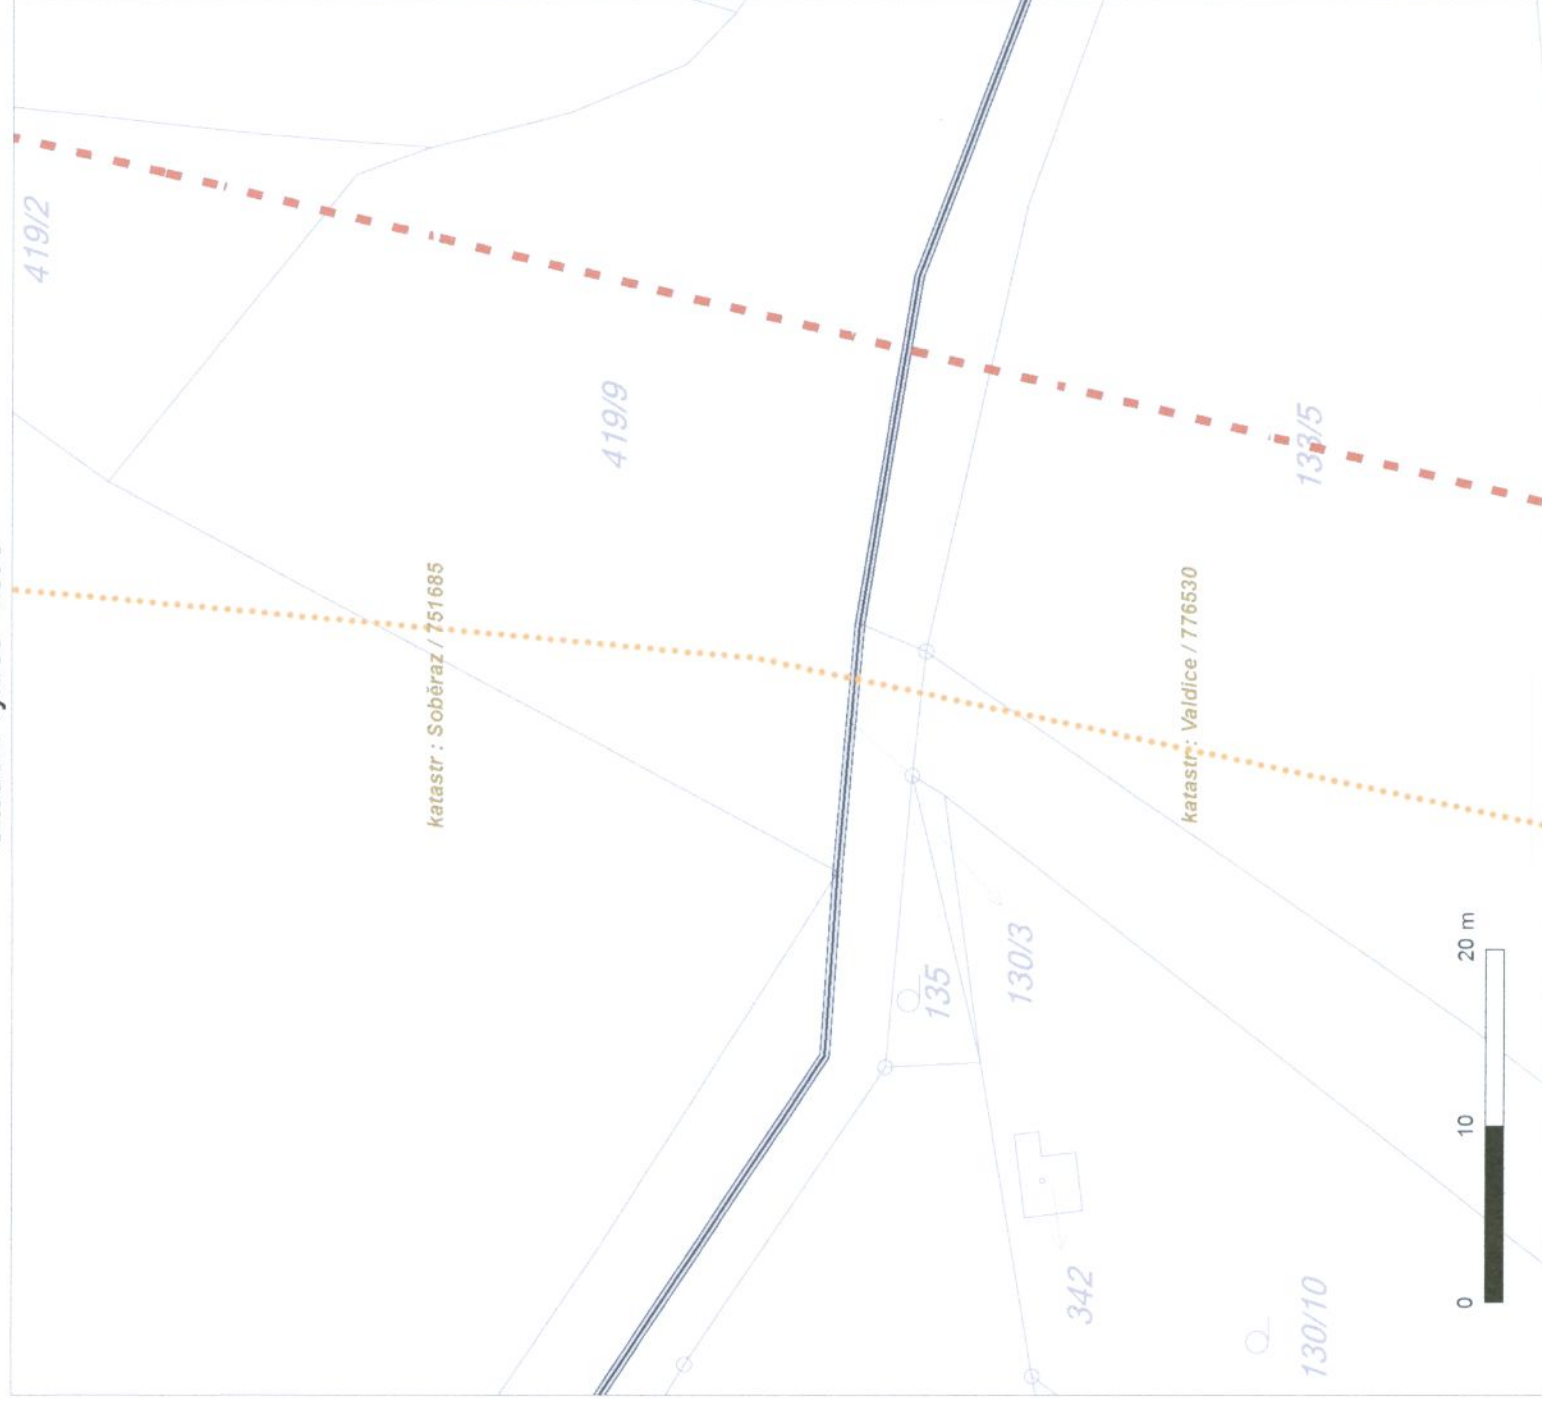 419/2
419/9
133/5
katastr : Soběraz / 751685
katastr : Valdice / 776530
135
130/3
342
130/10
0 10 20 m